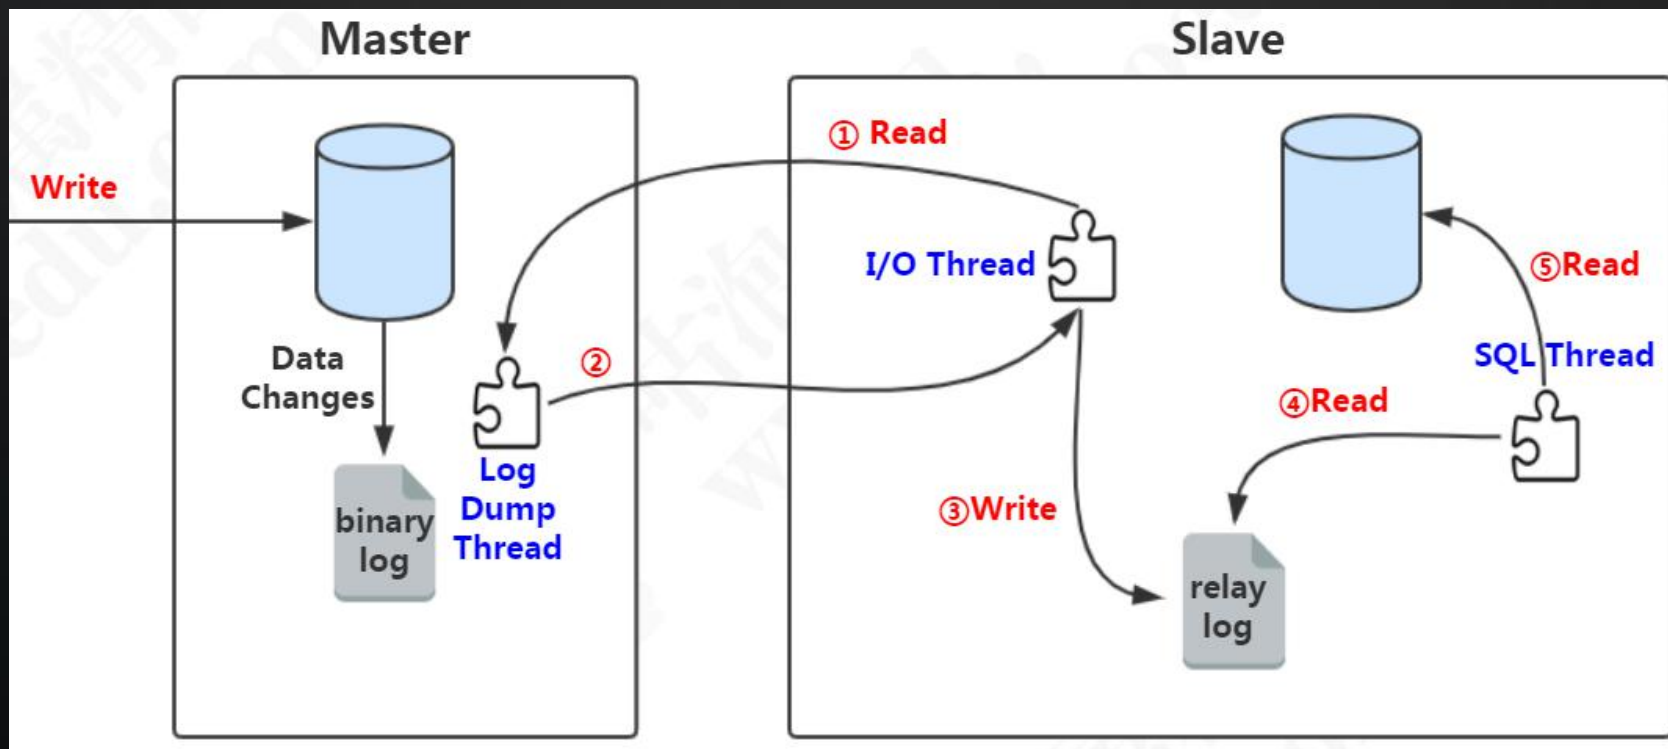 Master
Slave
Write
① Read
I/O Thread
⑤Read
Data
Changes
②
SQL Thread
④Read
Log
Dump
Thread
binary
log
③Write
relay
log